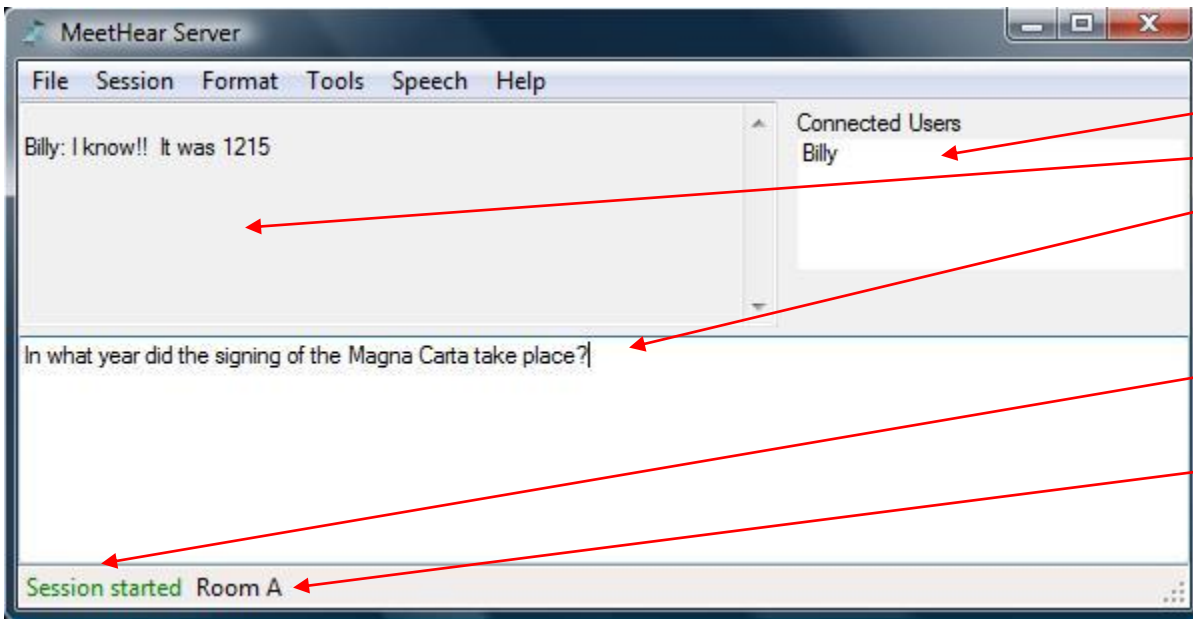 MeetHear Server
File Session Format Tools Speech Help
Billy: I know!! It was 1215
Connected Users
Billy
In what year did the signing of the Magna Carta take place?
Session started Room A